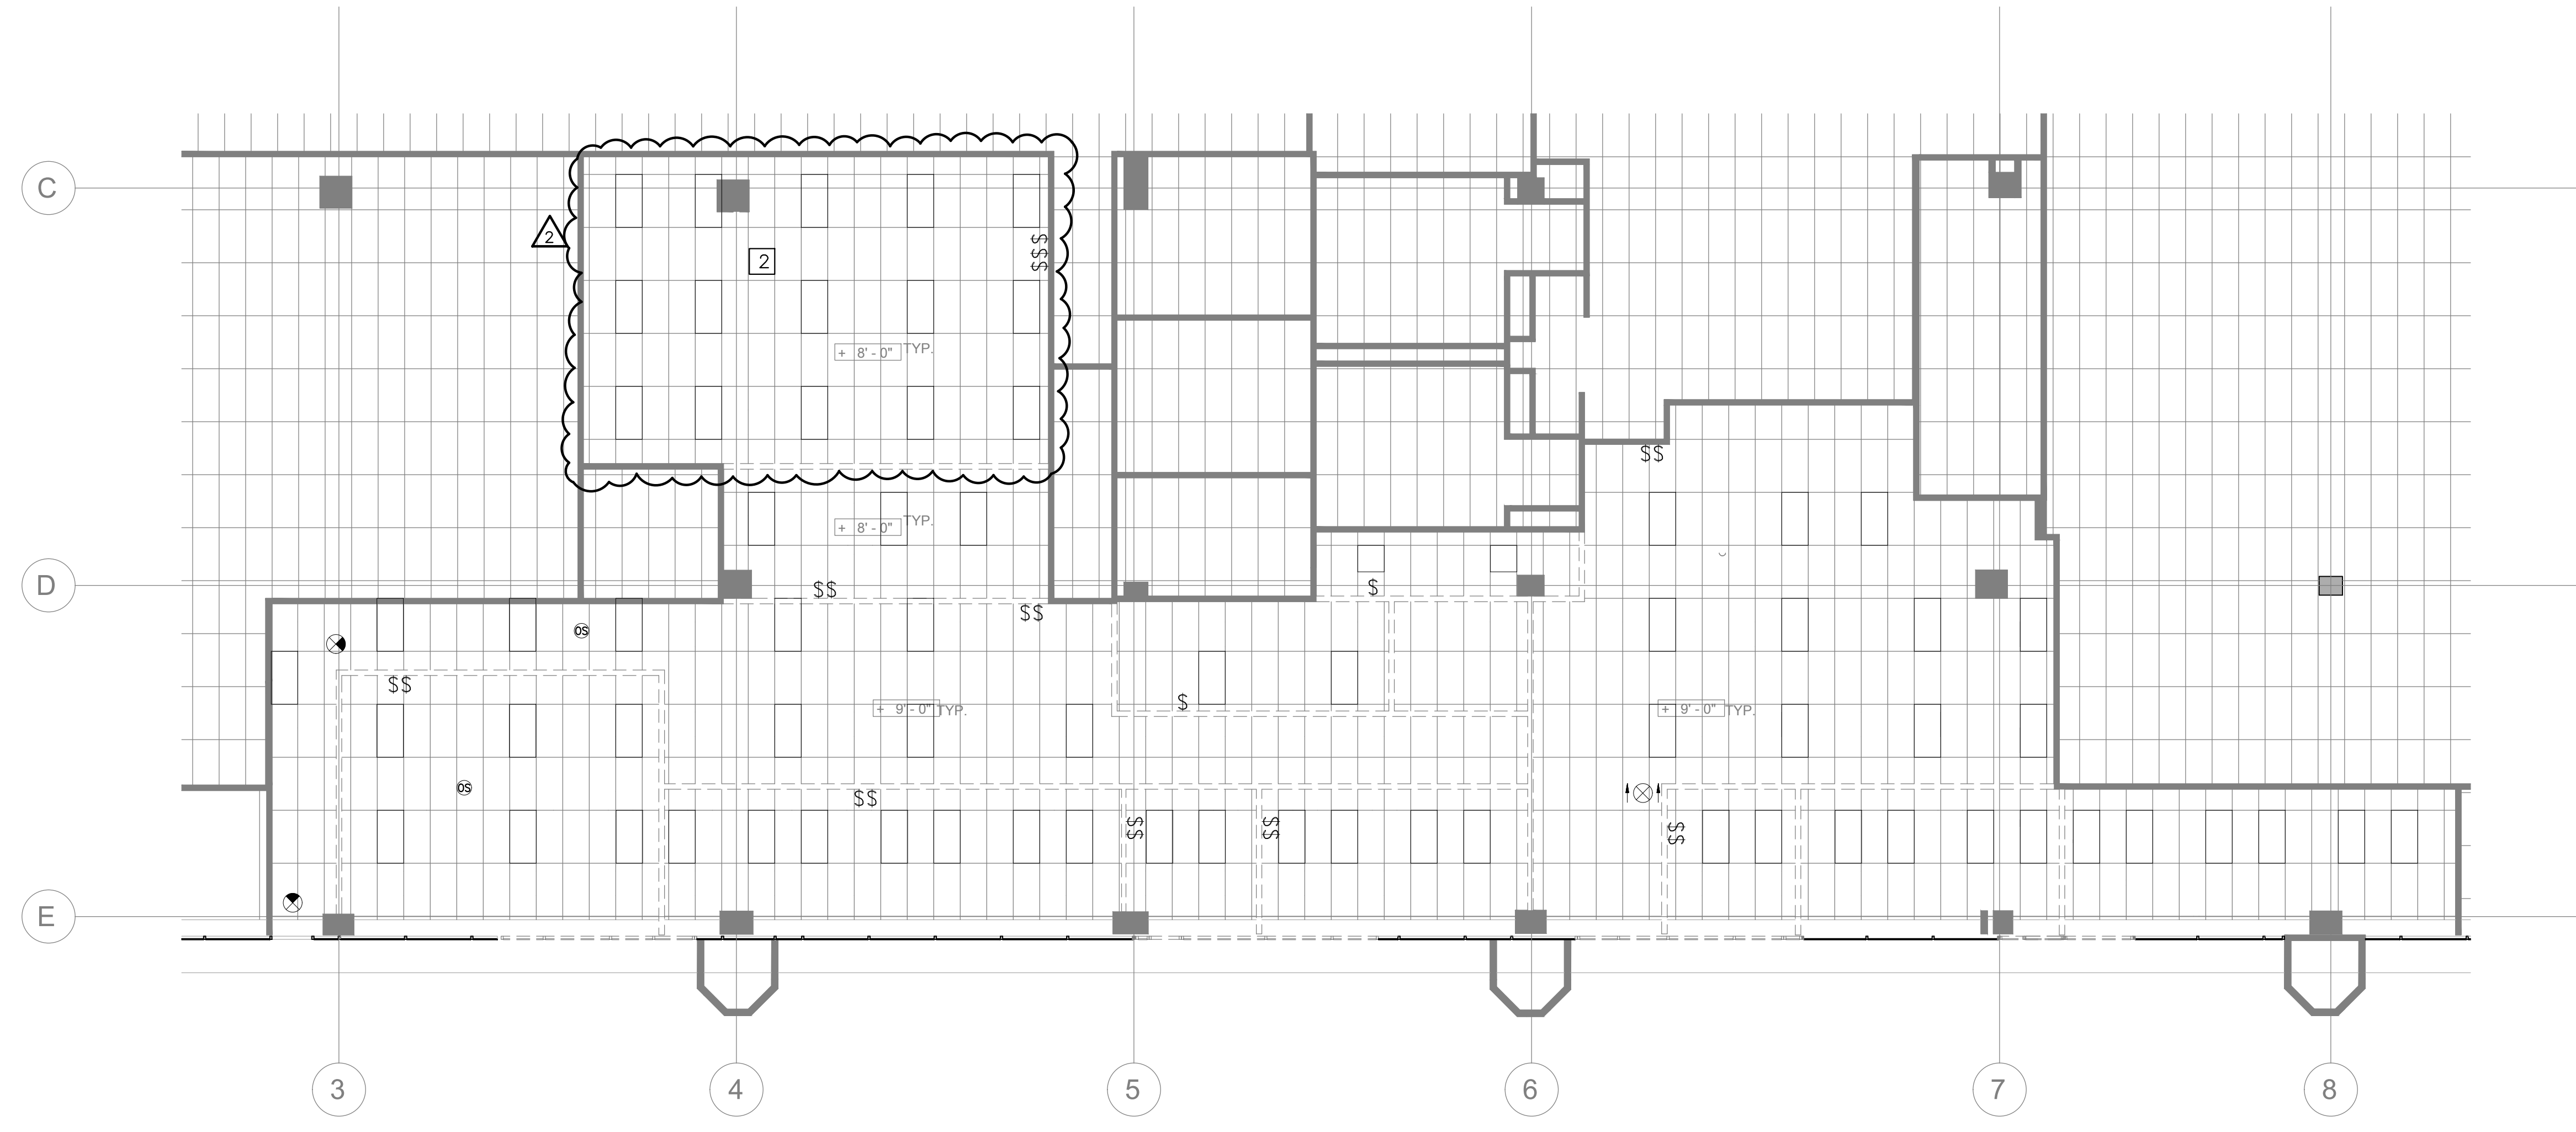 C
2
$$$
2
+ 8' - 0" TYP.
$$
+ 8' - 0" TYP.
D
$$
$
$$
OS
$$
$
+ 9' - 0" TYP.
+ 9' - 0" TYP.
OS
$$
$$
$$
$$
E
3
4
5
6
7
8